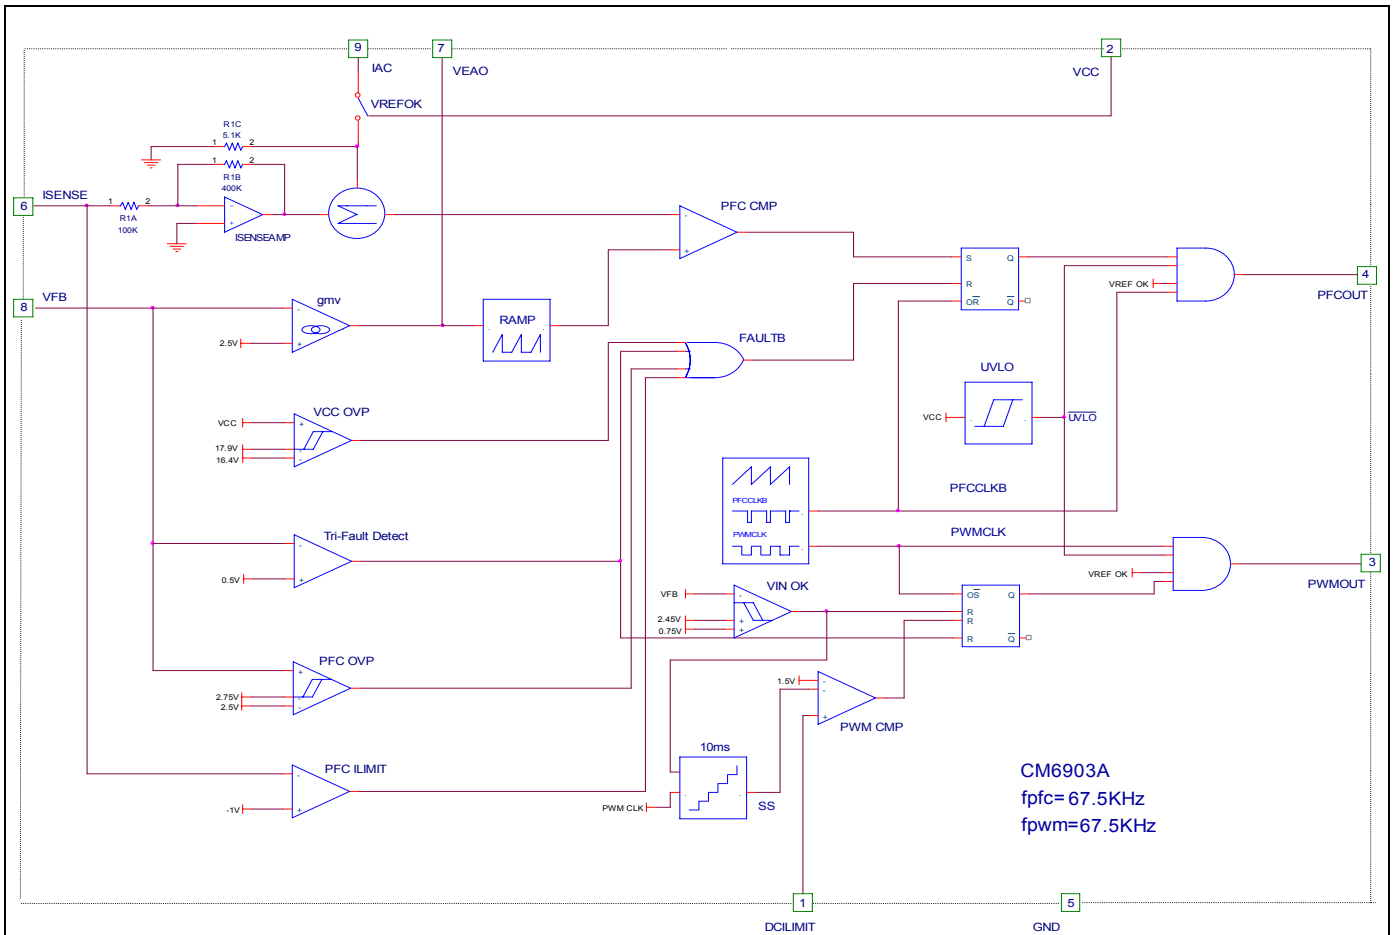 9
7
2
IAC
VEAO
VCC
VREFOK
R1C
5.1K
1 2
1 2
R1B
400K
6
ISENSE
1 2
R1A
100K
-
+
ISENSEAMP
Σ
-
+
PFC CMP
S Q
R
OR Q
VREF OK
4
PFCOUT
8
VFB
gmv
-
+
2.5V
RAMP
- -
FAULTB
UVLO
VCC
- -
UVLO
VCC OVP
VCC
17.9V
16.4V
+
-
-
PFCCLKB
PWMCLK
-
-
PFCCLKB
PWMCLK
Tri-Fault Detect
-
+
0.5V
VREF OK
3
PWMOUT
VIN OK
VFB
2.45V
0.75V
-
+
+
OS Q
R
R
R Q
PFC OVP
2.75V
2.5V
+
-
-
1.5V
-
-
+
PWM CMP
PFC ILIMIT
-
+
-1V
10ms
- -
PWM CLK
SS
CM6903A
fpfc=67.5KHz
fpwm=67.5KHz
1
DCILIMIT
5
GND